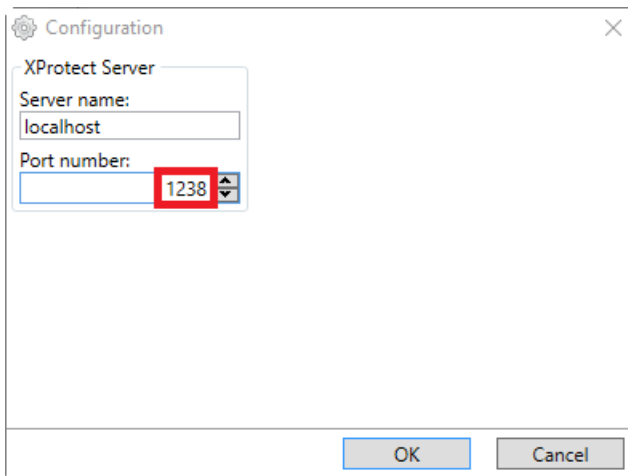 Configuration
XProtect Server
Server name:
localhost
Port number:
1238
OK Cancel